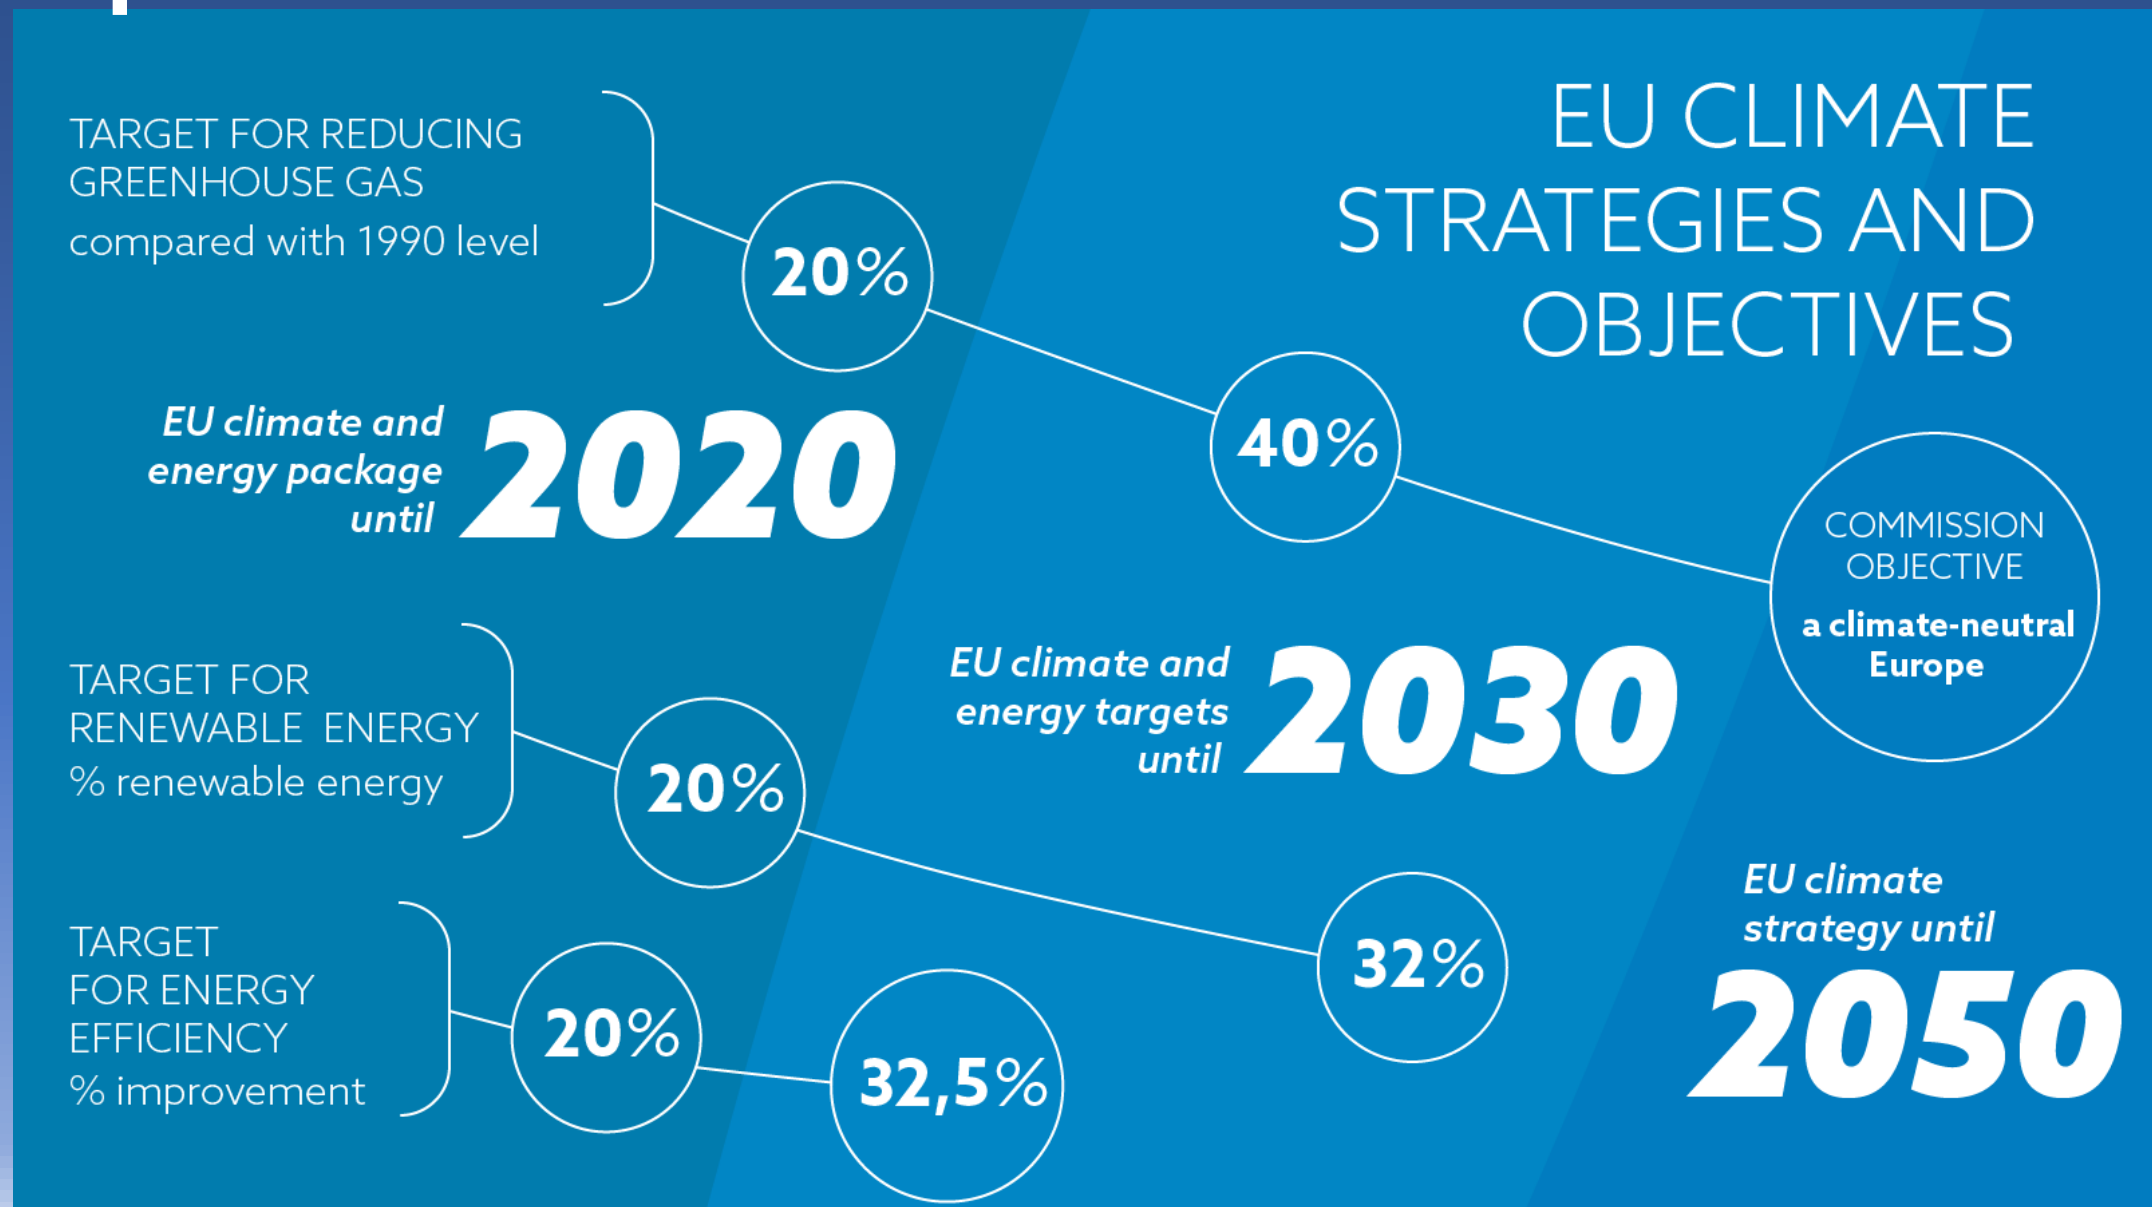 EU CLIMATE
STRATEGIES AND
OBJECTIVES
TARGET FOR REDUCING
GREENHOUSE GAS
compared with 1990 level
20%
40%
COMMISSION
OBJECTIVE
a climate-neutral
Europe
EU climate and
energy package
until
2020
EU climate and
energy targets
until
2030
EU climate
strategy until
2050
TARGET FOR
RENEWABLE ENERGY
% renewable energy
20%
32%
TARGET
FOR ENERGY
EFFICIENCY
% improvement
20%
32,5%